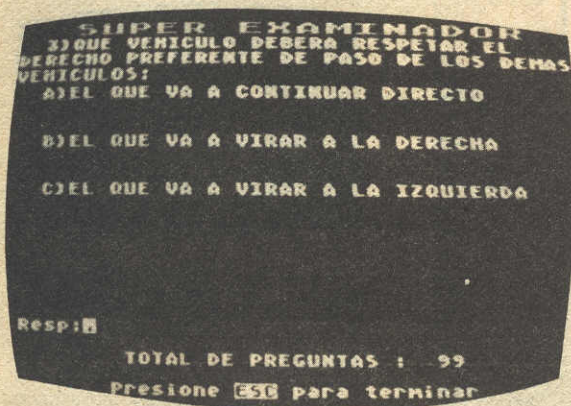 SUPER EXAMINADOR
3)QUE VEHICULO DEBERA RESPETAR EL
DERECHO PREFERENTE DE PASO DE LOS DEMAS
VEHICULOS:
A)EL QUE VA A CONTINUAR DIRECTO
B)EL QUE VA A VIRAR A LA DERECHA
C)EL QUE VA A VIRAR A LA IZQUIERDA
Resp:
TOTAL DE PREGUNTAS : 99
Presione ESC para terminar